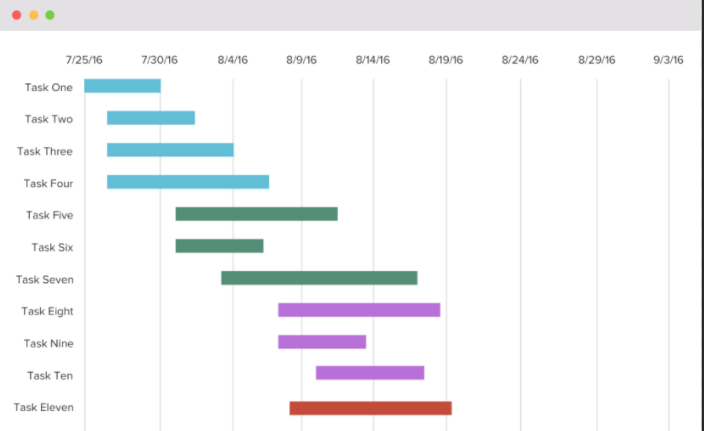 7/25/16 7/30/16 8/4/16 8/9/16 8/14/16 8/19/16 8/24/16 8/29/16 9/3/16
Task One
Task Two
Task Three
Task Four
Task Five
Task Six
Task Seven
Task Eight
Task Nine
Task Ten
Task Eleven